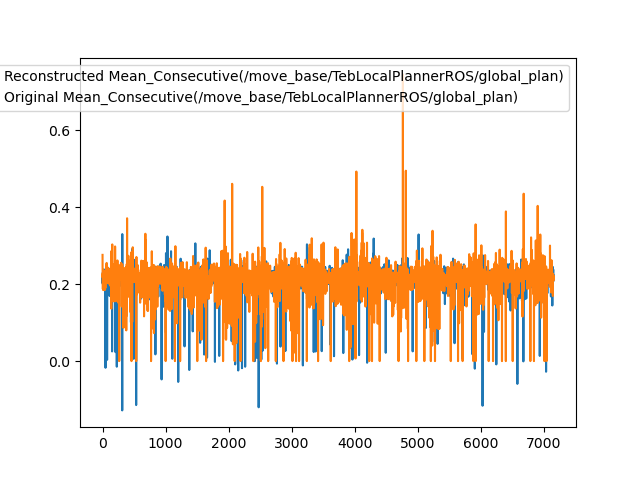 Reconstructed Mean_Consecutive(/move_base/TebLocalPlannerROS/global_plan)
Original Mean_Consecutive(/move_base/TebLocalPlannerROS/global_plan)
0.6
0.4
0.2
0.0
0 1000 2000 3000 4000 5000 6000 7000